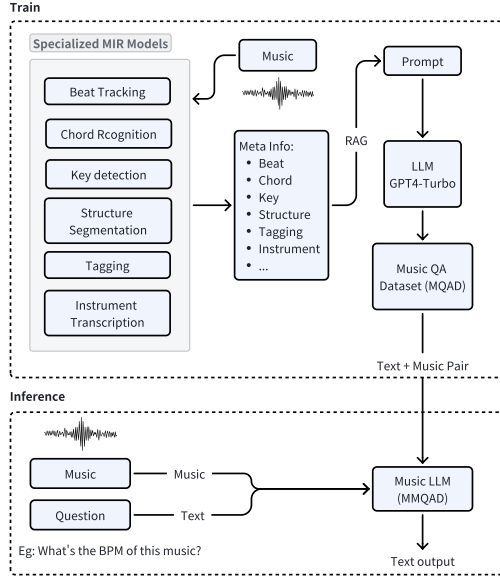 Train
Specialized MIR Models
Music
Prompt
Beat Tracking
Chord Rcognition
Key detection
Structure
Segmentation
Tagging
Instrument
Transcription
Meta Info:
• Beat
• Chord
• Key
• Structure
• Tagging
• Instrument
• ...
RAG
LLM
GPT4-Turbo
Music QA
Dataset (MQAD)
Text + Music Pair
Inference
Music
Music
Question
Text
Music LLM
(MMQAD)
Eg: What's the BPM of this music?
Text output